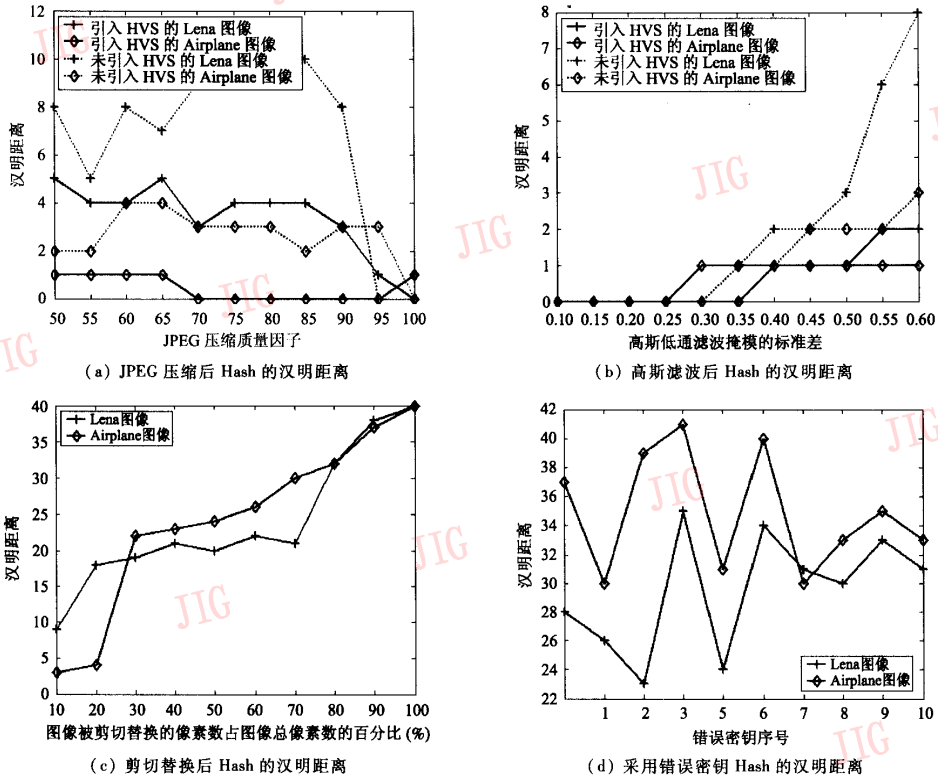 引入 HVS 的 Lena 图像
引入 HVS 的 Airplane 图像
未引入 HVS 的 Lena 图像
未引入 HVS 的 Airplane 图像
12
10
8
6
4
2
0
汉明距离
50 55 60 65 70 75 80 85 90 95 100
JPEG 压缩质量因子
(a) JPEG 压缩后 Hash 的汉明距离
引入 HVS 的 Lena 图像
引入 HVS 的 Airplane 图像
未引入 HVS 的 Lena 图像
未引入 HVS 的 Airplane 图像
8
7
6
5
4
3
2
1
0
汉明距离
0.10 0.15 0.20 0.25 0.30 0.35 0.40 0.45 0.50 0.55 0.60
高斯低通滤波掩模的标准差
(b) 高斯滤波后 Hash 的汉明距离
Lena图像
Airplane图像
40
35
30
25
20
15
10
5
0
汉明距离
10 20 30 40 50 60 70 80 90 100
图像被剪切替换的像素数占图像总像素数的百分比(%)
(c) 剪切替换后 Hash 的汉明距离
42
40
38
36
34
32
30
28
26
24
22
汉明距离
Lena图像
Airplane图像
1 2 3 4 5 6 7 8 9 10
错误密钥序号
(d) 采用错误密钥 Hash 的汉明距离
JIG
JIG
JIG
JIG
JIG
JIG
JIG
JIG
JIG
JIG